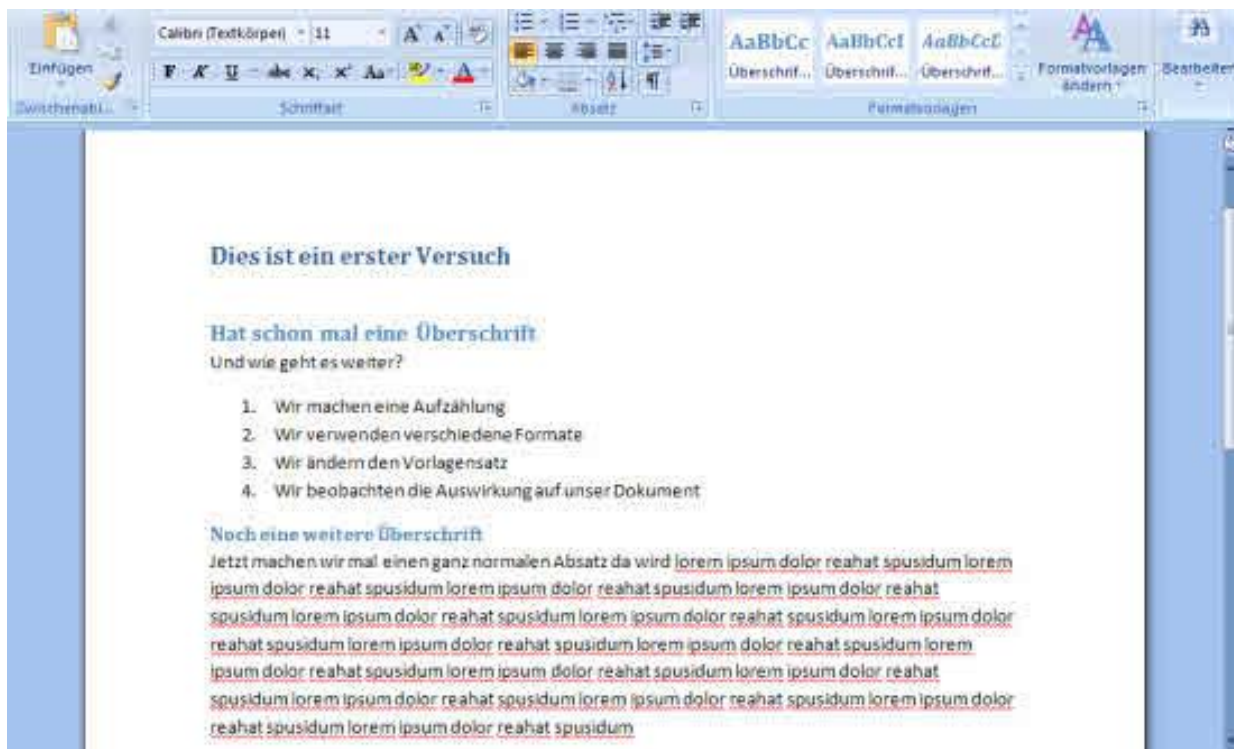 Calibri (Textkörper) 11
Einfügen
F K U abe x, x² Aa A
AaBbCc AaBbCcI AaBbCcI
Überschrif... Überschrif... Überschrif...
Formatvorlagen ändern
Bearbeiten
Zwischenabl... Schriftart Absatz Formatvorlagen
Dies ist ein erster Versuch
Hat schon mal eine Überschrift
Und wie geht es weiter?
1. Wir machen eine Aufzählung
2. Wir verwenden verschiedene Formate
3. Wir ändern den Vorlagensatz
4. Wir beobachten die Auswirkung auf unser Dokument
Noch eine weitere Überschrift
Jetzt machen wir mal einen ganz normalen Absatz da wird lorem ipsum dolor reahat spusidum lorem
ipsum dolor reahat spusidum lorem ipsum dolor reahat spusidum lorem ipsum dolor reahat
spusidum lorem ipsum dolor reahat spusidum lorem ipsum dolor reahat spusidum lorem ipsum dolor
reahat spusidum lorem ipsum dolor reahat spusidum lorem ipsum dolor reahat spusidum lorem
ipsum dolor reahat spusidum lorem ipsum dolor reahat spusidum lorem ipsum dolor reahat
spusidum lorem ipsum dolor reahat spusidum lorem ipsum dolor reahat spusidum lorem ipsum dolor
reahat spusidum lorem ipsum dolor reahat spusidum